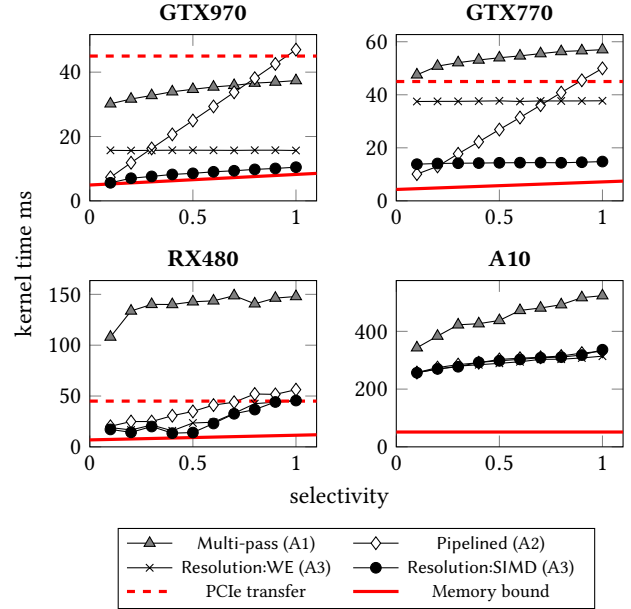 GTX970
GTX770
40
20
0
0
0.5
1
60
40
20
0
0
0.5
1
kernel time ms
RX480
A10
150
100
50
0
0
0.5
1
400
200
0
0
0.5
1
selectivity
Multi-pass (A1)
Pipelined (A2)
Resolution:WE (A3)
Resolution:SIMD (A3)
PCIe transfer
Memory bound